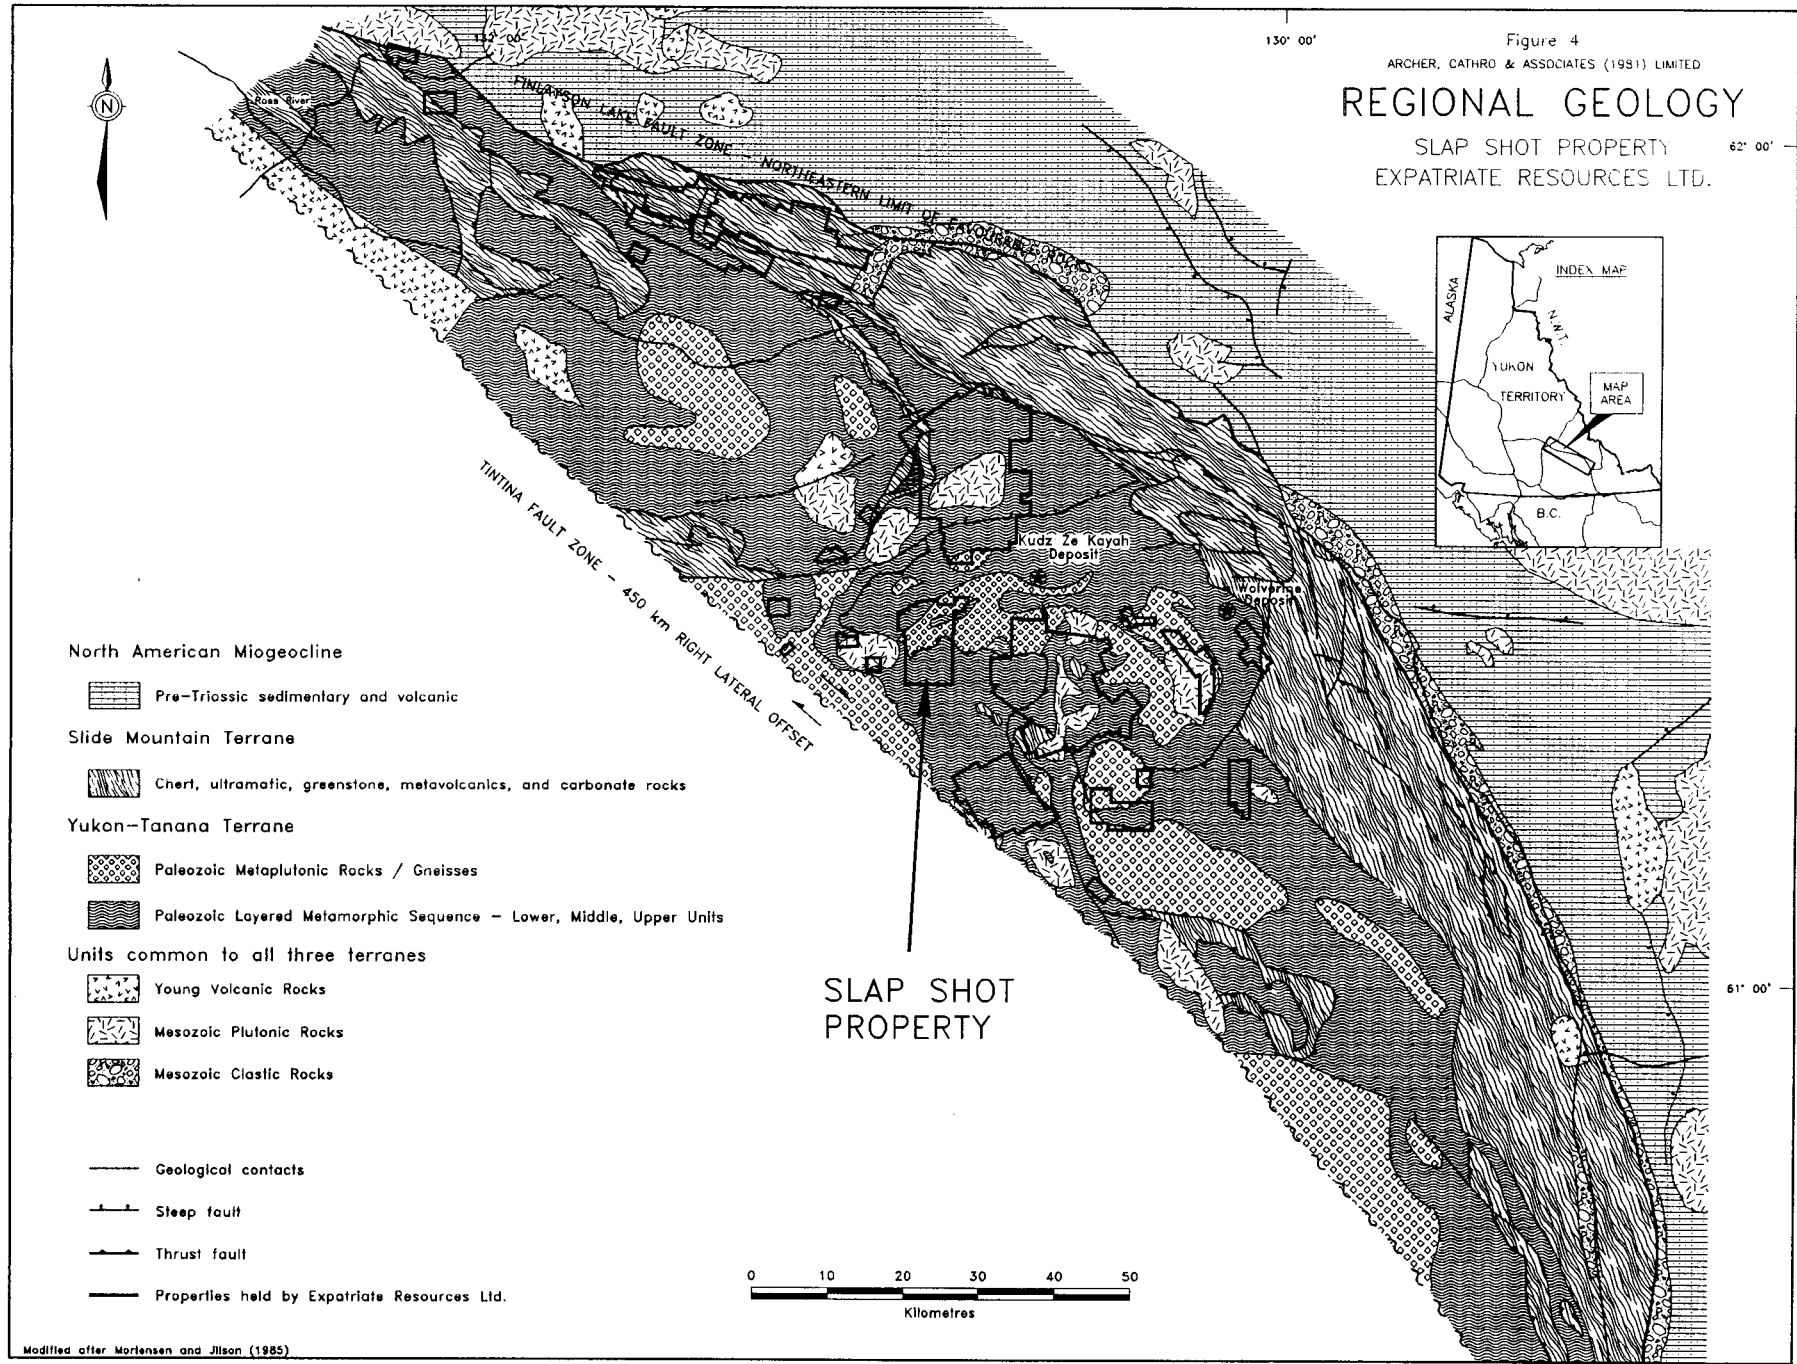 Figure 4
ARCHER, CATHRO & ASSOCIATES (1981) LIMITED
REGIONAL GEOLOGY
SLAP SHOT PROPERTY
EXPATRIATE RESOURCES LTD.
132° 00'
130° 00'
62° 00'
61° 00'
N
Ross River
FINLAYSON LAKE FAULT ZONE - NORTHEASTERN LIMIT OF FAVOURABLE ROCKS
INDEX MAP
ALASKA
N.W.T.
YUKON
TERRITORY
MAP
AREA
B.C.
Kudz Ze Kayah
Deposit
Wolverine
Deposit
TINTINA FAULT ZONE - 450 km RIGHT LATERAL OFFSET
SLAP SHOT
PROPERTY
North American Miogeocline
Pre-Triassic sedimentary and volcanic
Slide Mountain Terrane
Chert, ultramatic, greenstone, metavolcanics, and carbonate rocks
Yukon-Tanana Terrane
Paleozoic Metaplutonic Rocks / Gneisses
Paleozoic Layered Metamorphic Sequence - Lower, Middle, Upper Units
Units common to all three terranes
Young Volcanic Rocks
Mesozoic Plutonic Rocks
Mesozoic Clastic Rocks
Geological contacts
Steep fault
Thrust fault
Properties held by Expatriate Resources Ltd.
0 10 20 30 40 50
Kilometres
Modified after Mortensen and Jilson (1985)